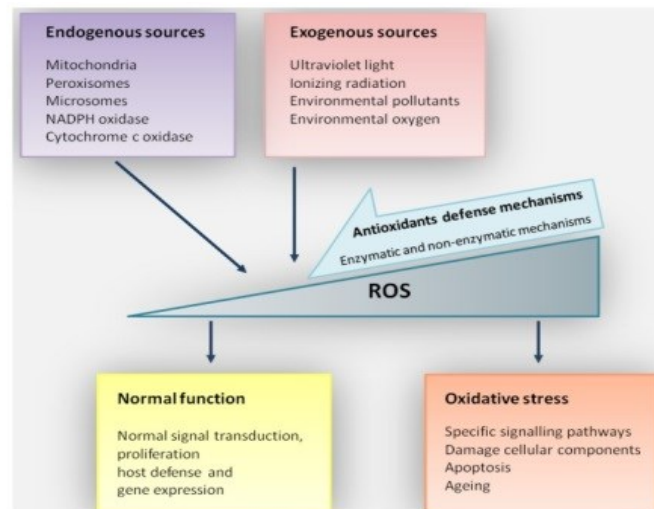 Endogenous sources
Mitochondria
Peroxisomes
Microsomes
NADPH oxidase
Cytochrome c oxidase
Exogenous sources
Ultraviolet light
Ionizing radiation
Environmental pollutants
Environmental oxygen
Antioxidants defense mechanisms
Enzymatic and non-enzymatic mechanisms
ROS
Normal function
Normal signal transduction,
proliferation
host defense and
gene expression
Oxidative stress
Specific signalling pathways
Damage cellular components
Apoptosis
Ageing